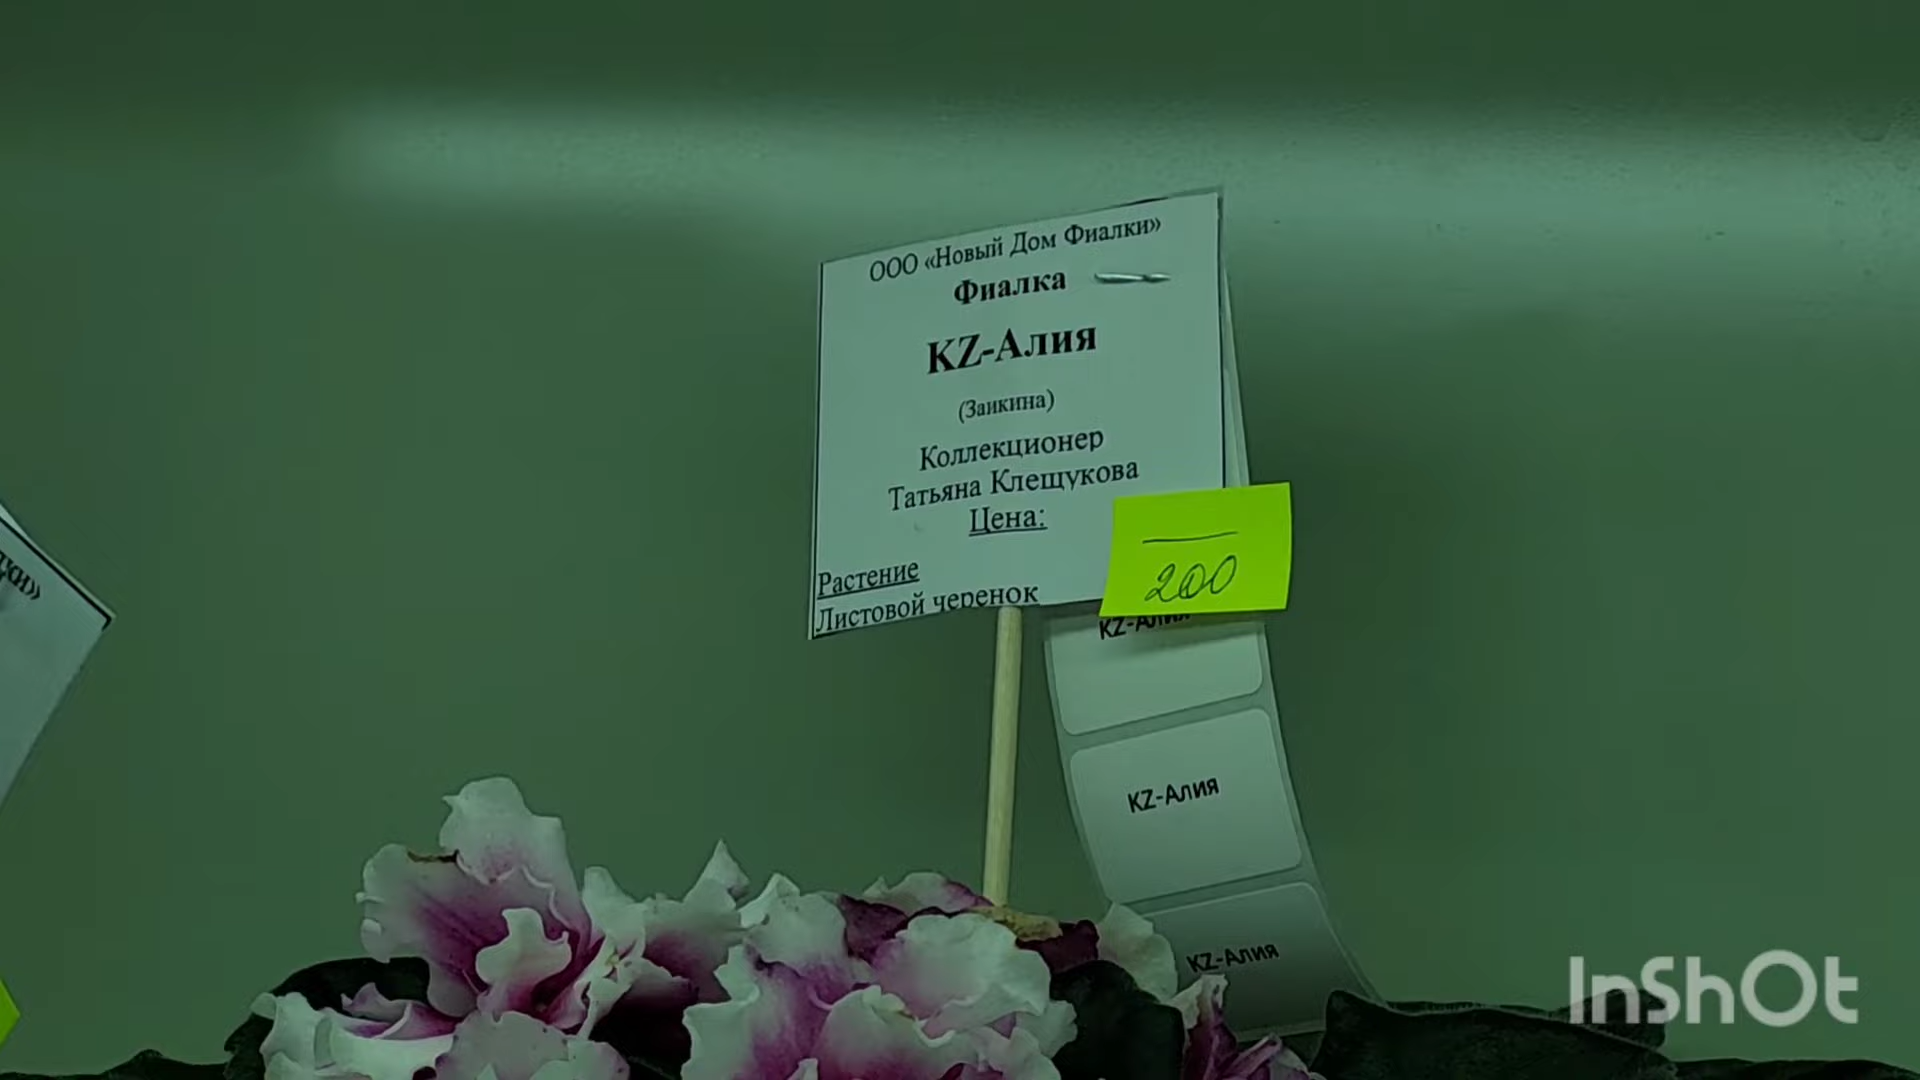 ООО «Новый Дом Фиалки»
Фиалка
KZ-Алия
(Заикина)
Коллекционер
Татьяна Клещукова
Цена:
Растение
Листовой черенок
200
KZ-Алия
KZ-Алия
KZ-Алия
InShOt